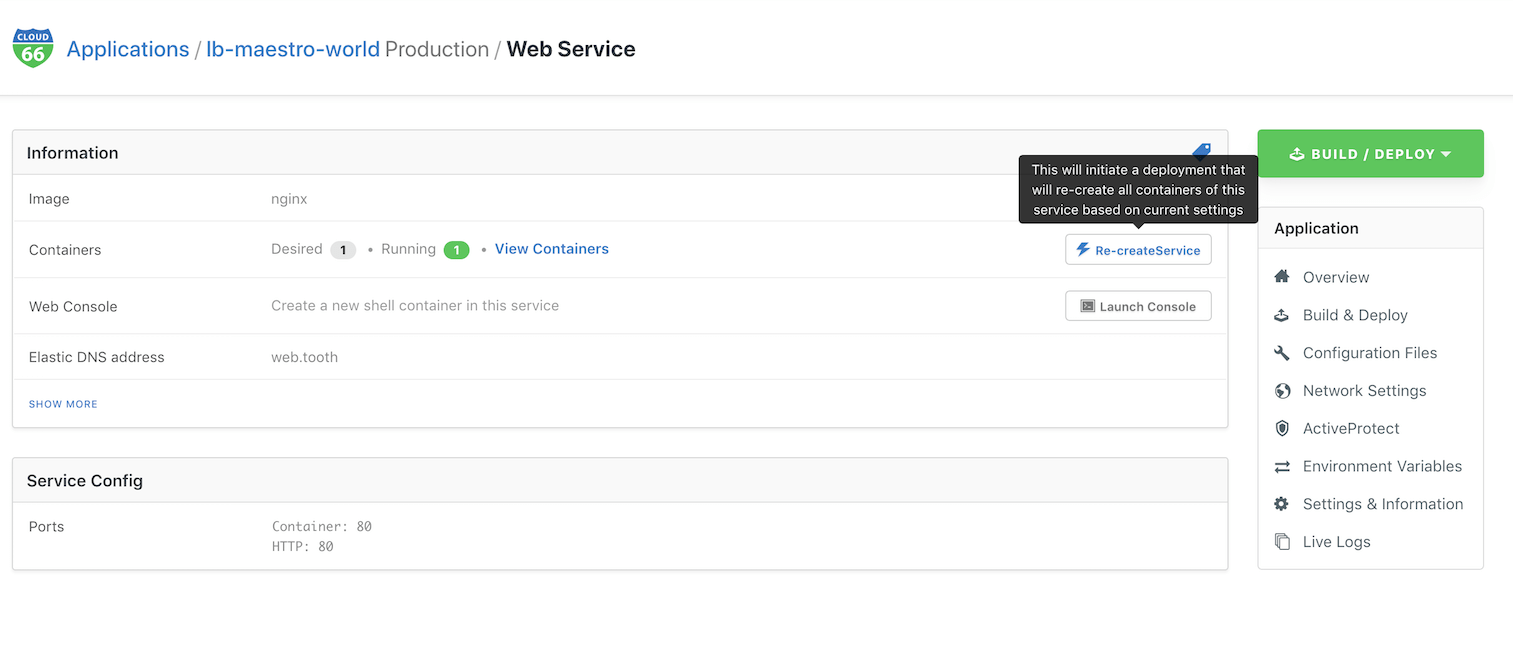 CLOUD
66
Applications / lb-maestro-world Production / Web Service
Information
This will initiate a deployment that
will re-create all containers of this
service based on current settings
Image nginx
Containers Desired 1 • Running 1 • View Containers Re-createService
Web Console Create a new shell container in this service Launch Console
Elastic DNS address web.tooth
SHOW MORE
Service Config
Ports Container: 80
HTTP: 80
BUILD / DEPLOY
Application
Overview
Build & Deploy
Configuration Files
Network Settings
ActiveProtect
Environment Variables
Settings & Information
Live Logs